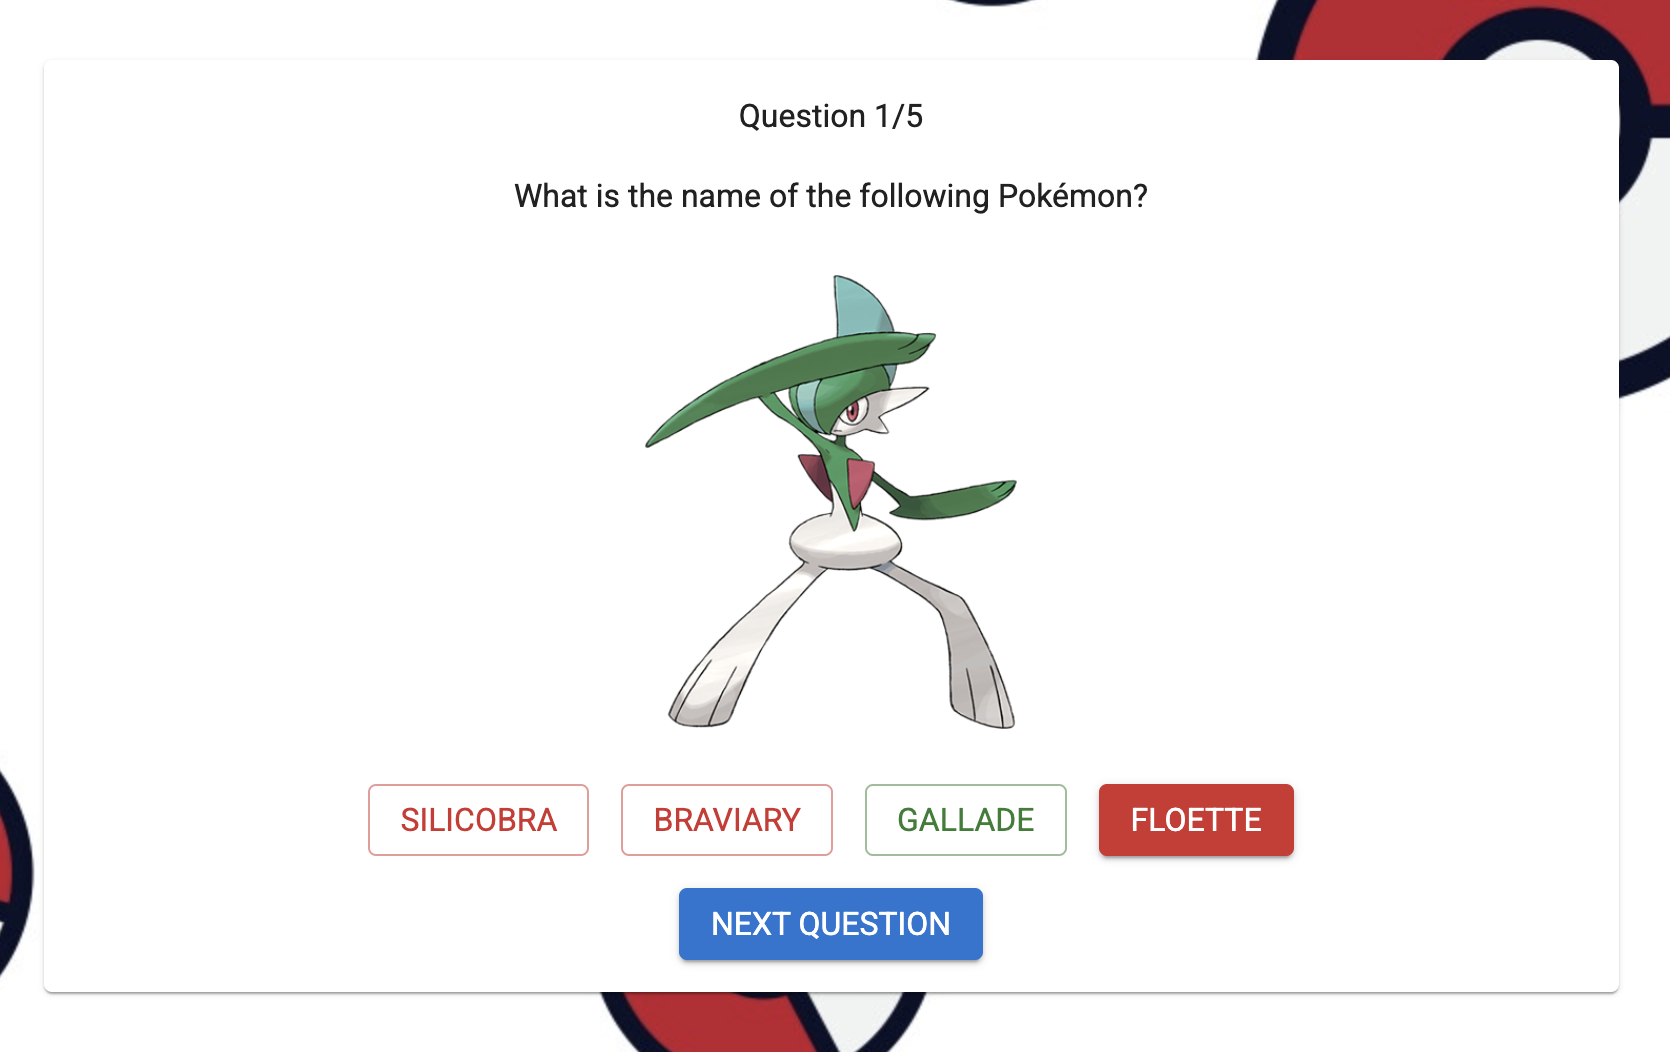 Question 1/5
What is the name of the following Pokémon?
SILICOBRA BRAVIARY GALLADE FLOETTE
NEXT QUESTION